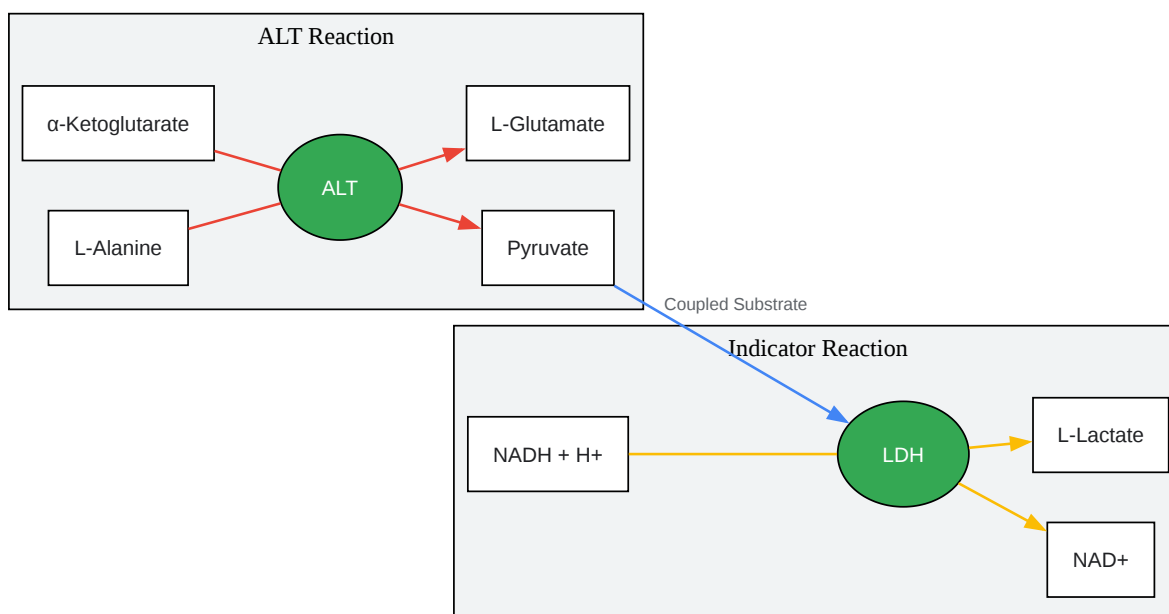 ALT Reaction
α-Ketoglutarate
L-Glutamate
ALT
L-Alanine
Pyruvate
Coupled Substrate
Indicator Reaction
NADH + H+
LDH
L-Lactate
NAD+